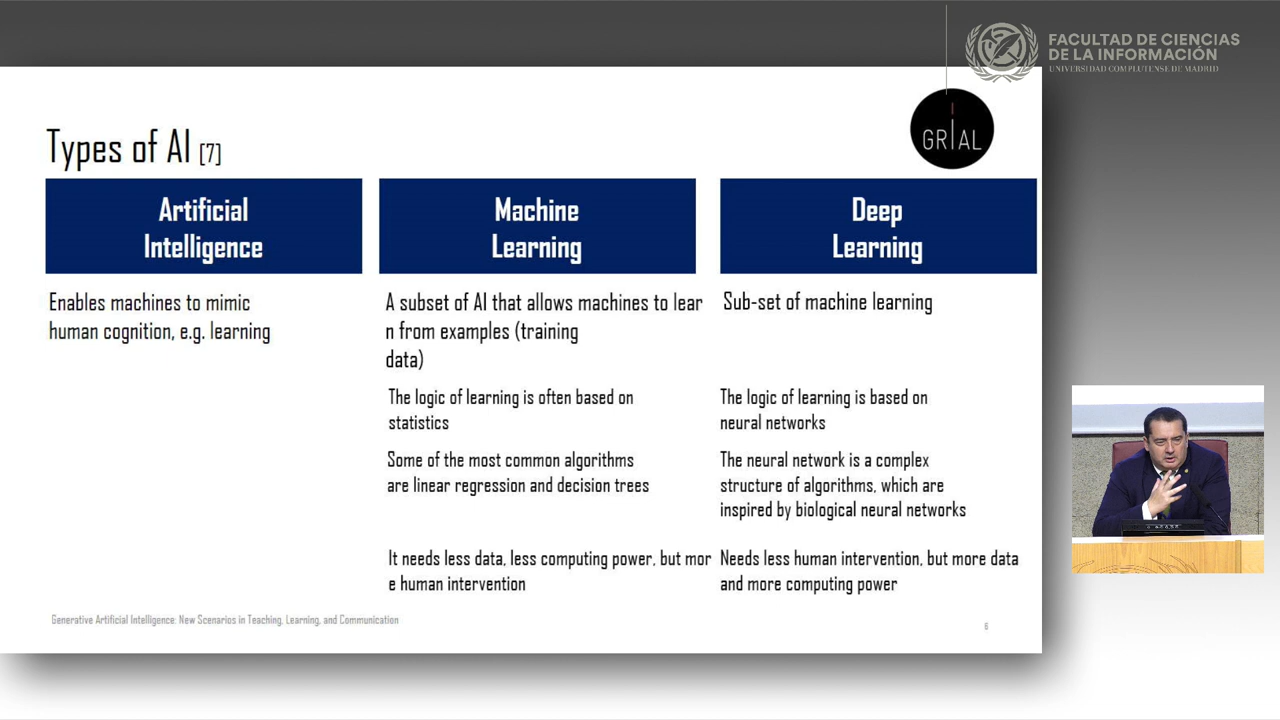 FACULTAD DE CIENCIAS
DE LA INFORMACIÓN
UNIVERSIDAD COMPLUTENSE DE MADRID
GRIAL
Types of AI [7]
Artificial
Intelligence
Enables machines to mimic
human cognition, e.g. learning
Machine
Learning
A subset of AI that allows machines to lear
n from examples (training
data)
The logic of learning is often based on
statistics
Some of the most common algorithms
are linear regression and decision trees
It needs less data, less computing power, but mor
e human intervention
Deep
Learning
Sub-set of machine learning
The logic of learning is based on
neural networks
The neural network is a complex
structure of algorithms, which are
inspired by biological neural networks
Needs less human intervention, but more data
and more computing power
Generative Artificial Intelligence: New Scenarios in Teaching, Learning, and Communication
6